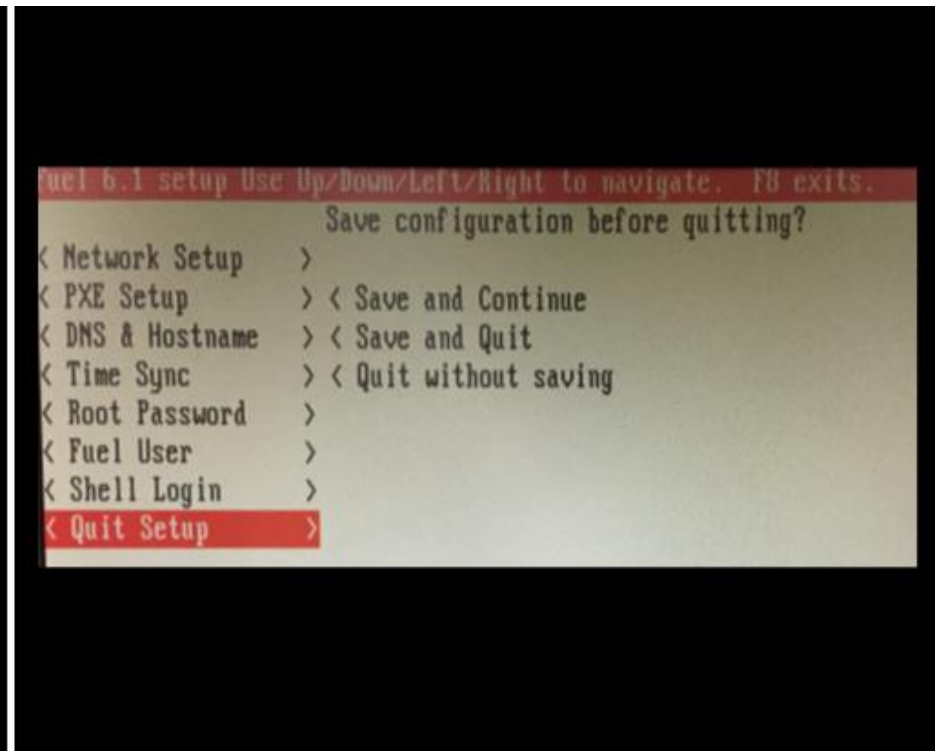 Fuel 6.1 setup Use Up/Down/Left/Right to navigate. F8 exits.
Save configuration before quitting?
< Network Setup >
< PXE Setup > < Save and Continue
< DNS & Hostname > < Save and Quit
< Time Sync > < Quit without saving
< Root Password >
< Fuel User >
< Shell Login >
< Quit Setup >